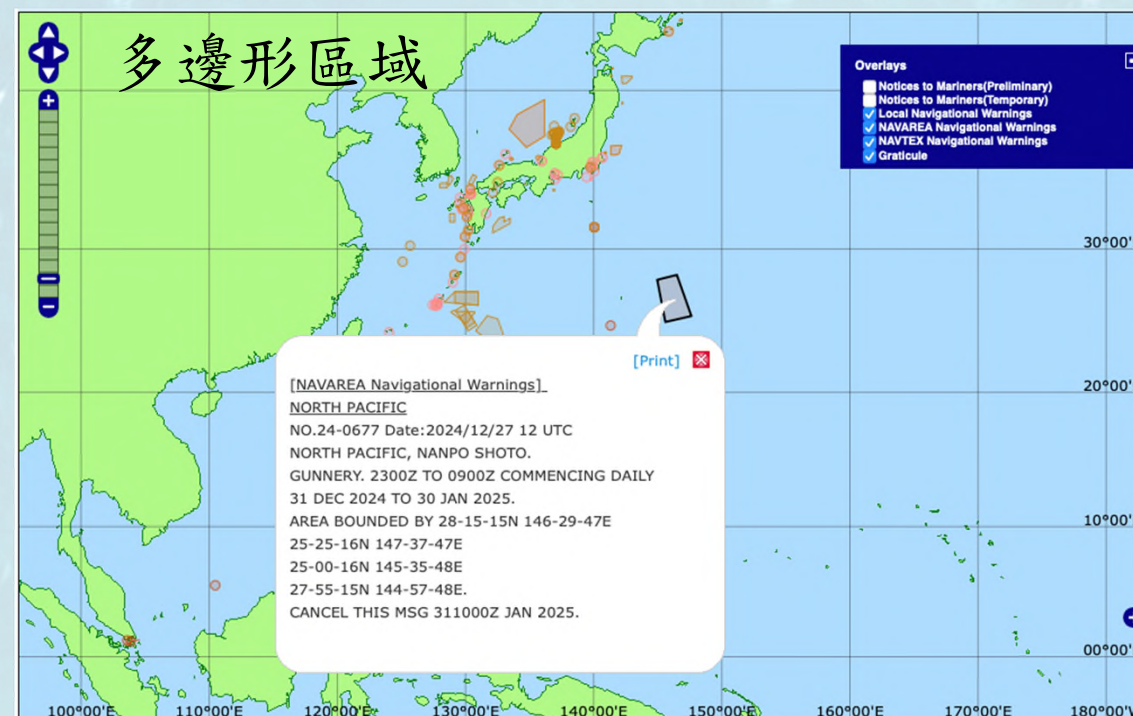 多邊形區域
Overlays
Notices to Mariners(Preliminary)
Notices to Mariners(Temporary)
Local Navigational Warnings
NAVAREA Navigational Warnings
NAVTEX Navigational Warnings
Graticule
30°00'
[Print]
[NAVAREA Navigational Warnings]
NORTH PACIFIC
NO.24-0677 Date:2024/12/27 12 UTC
NORTH PACIFIC, NANPO SHOTO.
GUNNERY. 2300Z TO 0900Z COMMENCING DAILY
31 DEC 2024 TO 30 JAN 2025.
AREA BOUNDED BY 28-15-15N 146-29-47E
25-25-16N 147-37-47E
25-00-16N 145-35-48E
27-55-15N 144-57-48E.
CANCEL THIS MSG 311000Z JAN 2025.
20°00'
10°00'
00°00'
100°00'E 110°00'E 120°00'E 130°00'E 140°00'E 150°00'E 160°00'E 170°00'E 180°00'